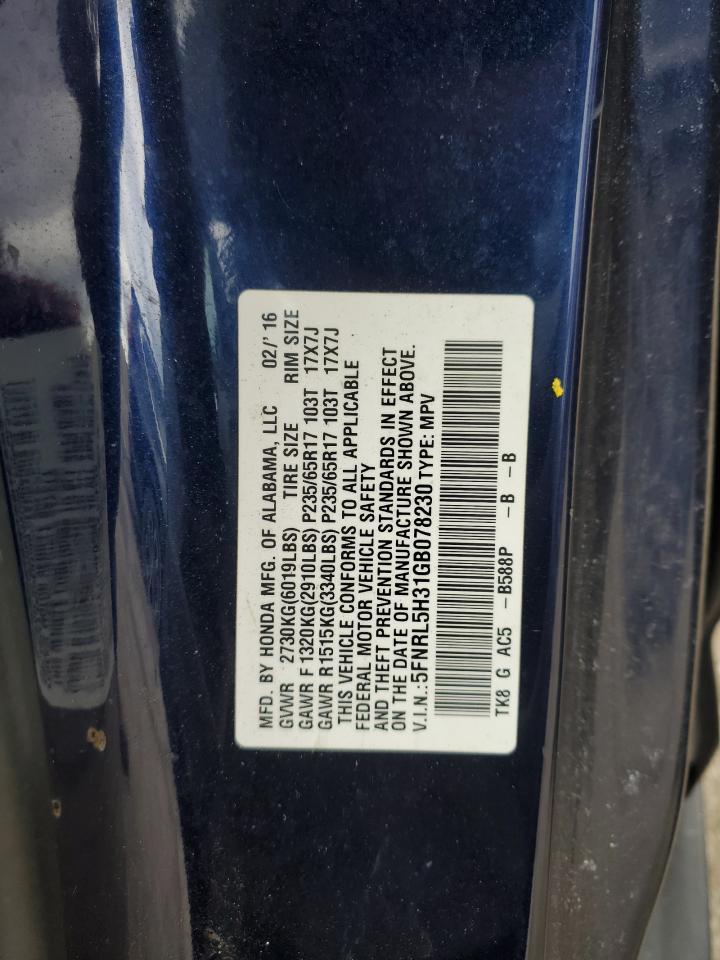 MFD. BY HONDA MFG. OF ALABAMA, LLC 02/' 16
GVWR 2730KG(6019LBS) TIRE SIZE RIM SIZE
GAWR F 1320KG(2910LBS) P235/65R17 103T 17X7J
GAWR R1515KG(3340LBS) P235/65R17 103T 17X7J
THIS VEHICLE CONFORMS TO ALL APPLICABLE
FEDERAL MOTOR VEHICLE SAFETY
AND THEFT PREVENTION STANDARDS IN EFFECT
ON THE DATE OF MANUFACTURE SHOWN ABOVE.
V.I.N.:5FNRL5H31GB078230 TYPE: MPV
TK8 G AC5 -B588P -B -B